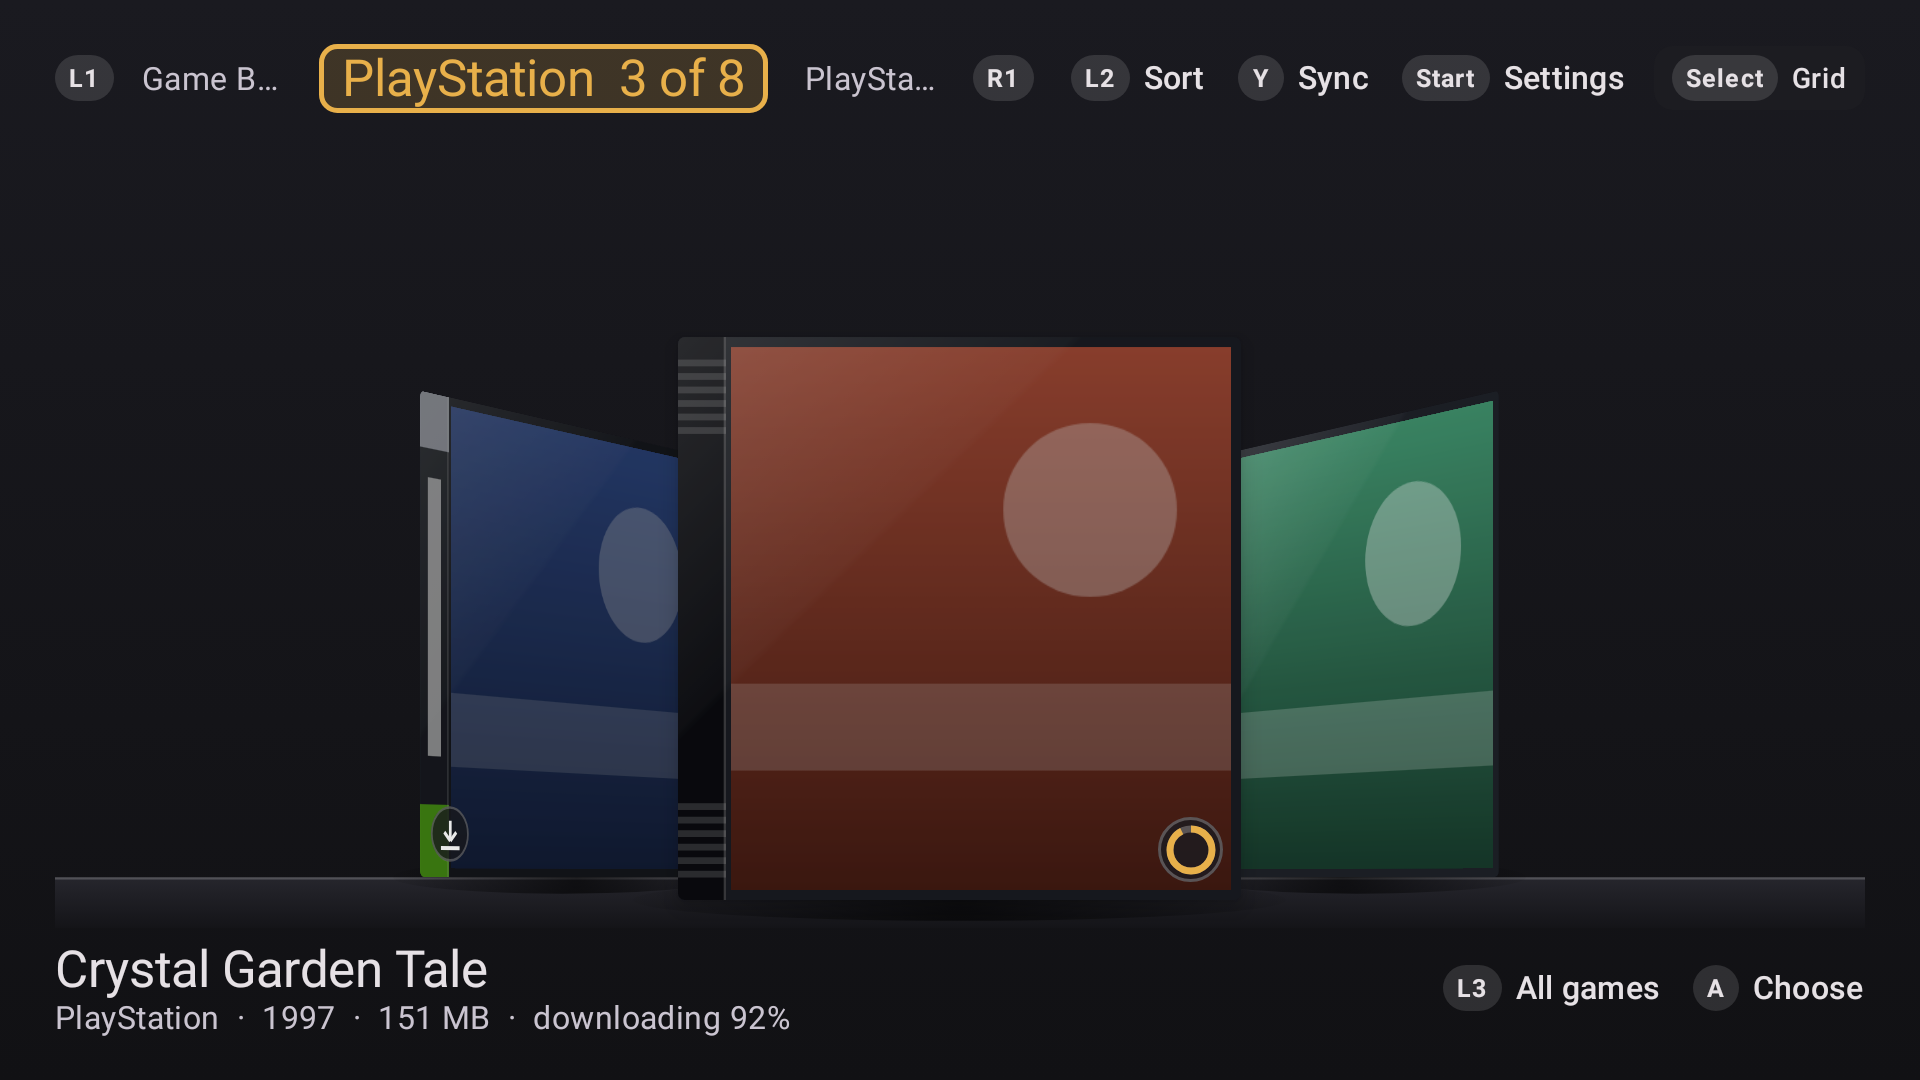 L1 Game B... PlayStation 3 of 8 PlaySta... R1 L2 Sort Y Sync Start Settings Select Grid
Crystal Garden Tale
PlayStation · 1997 · 151 MB · downloading 92%
L3 All games A Choose